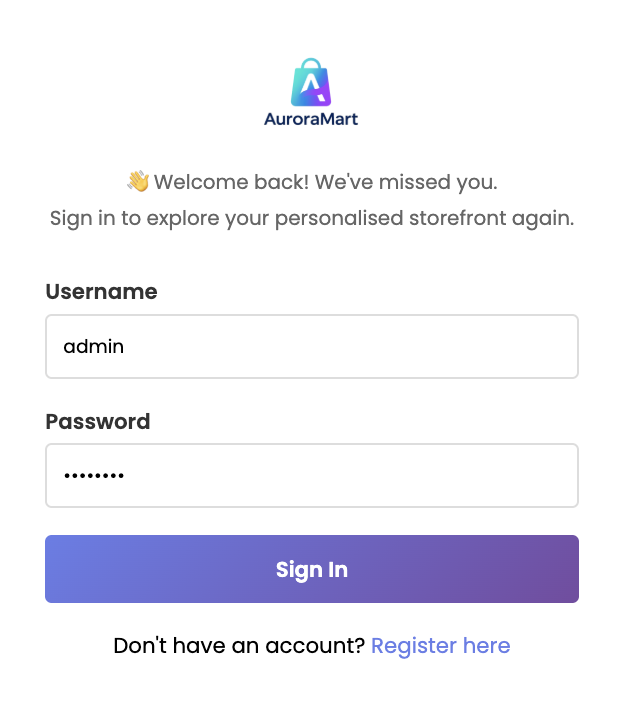 AuroraMart
👋 Welcome back! We've missed you.
Sign in to explore your personalised storefront again.
Username
admin
Password
••••••••
Sign In
Don't have an account? Register here